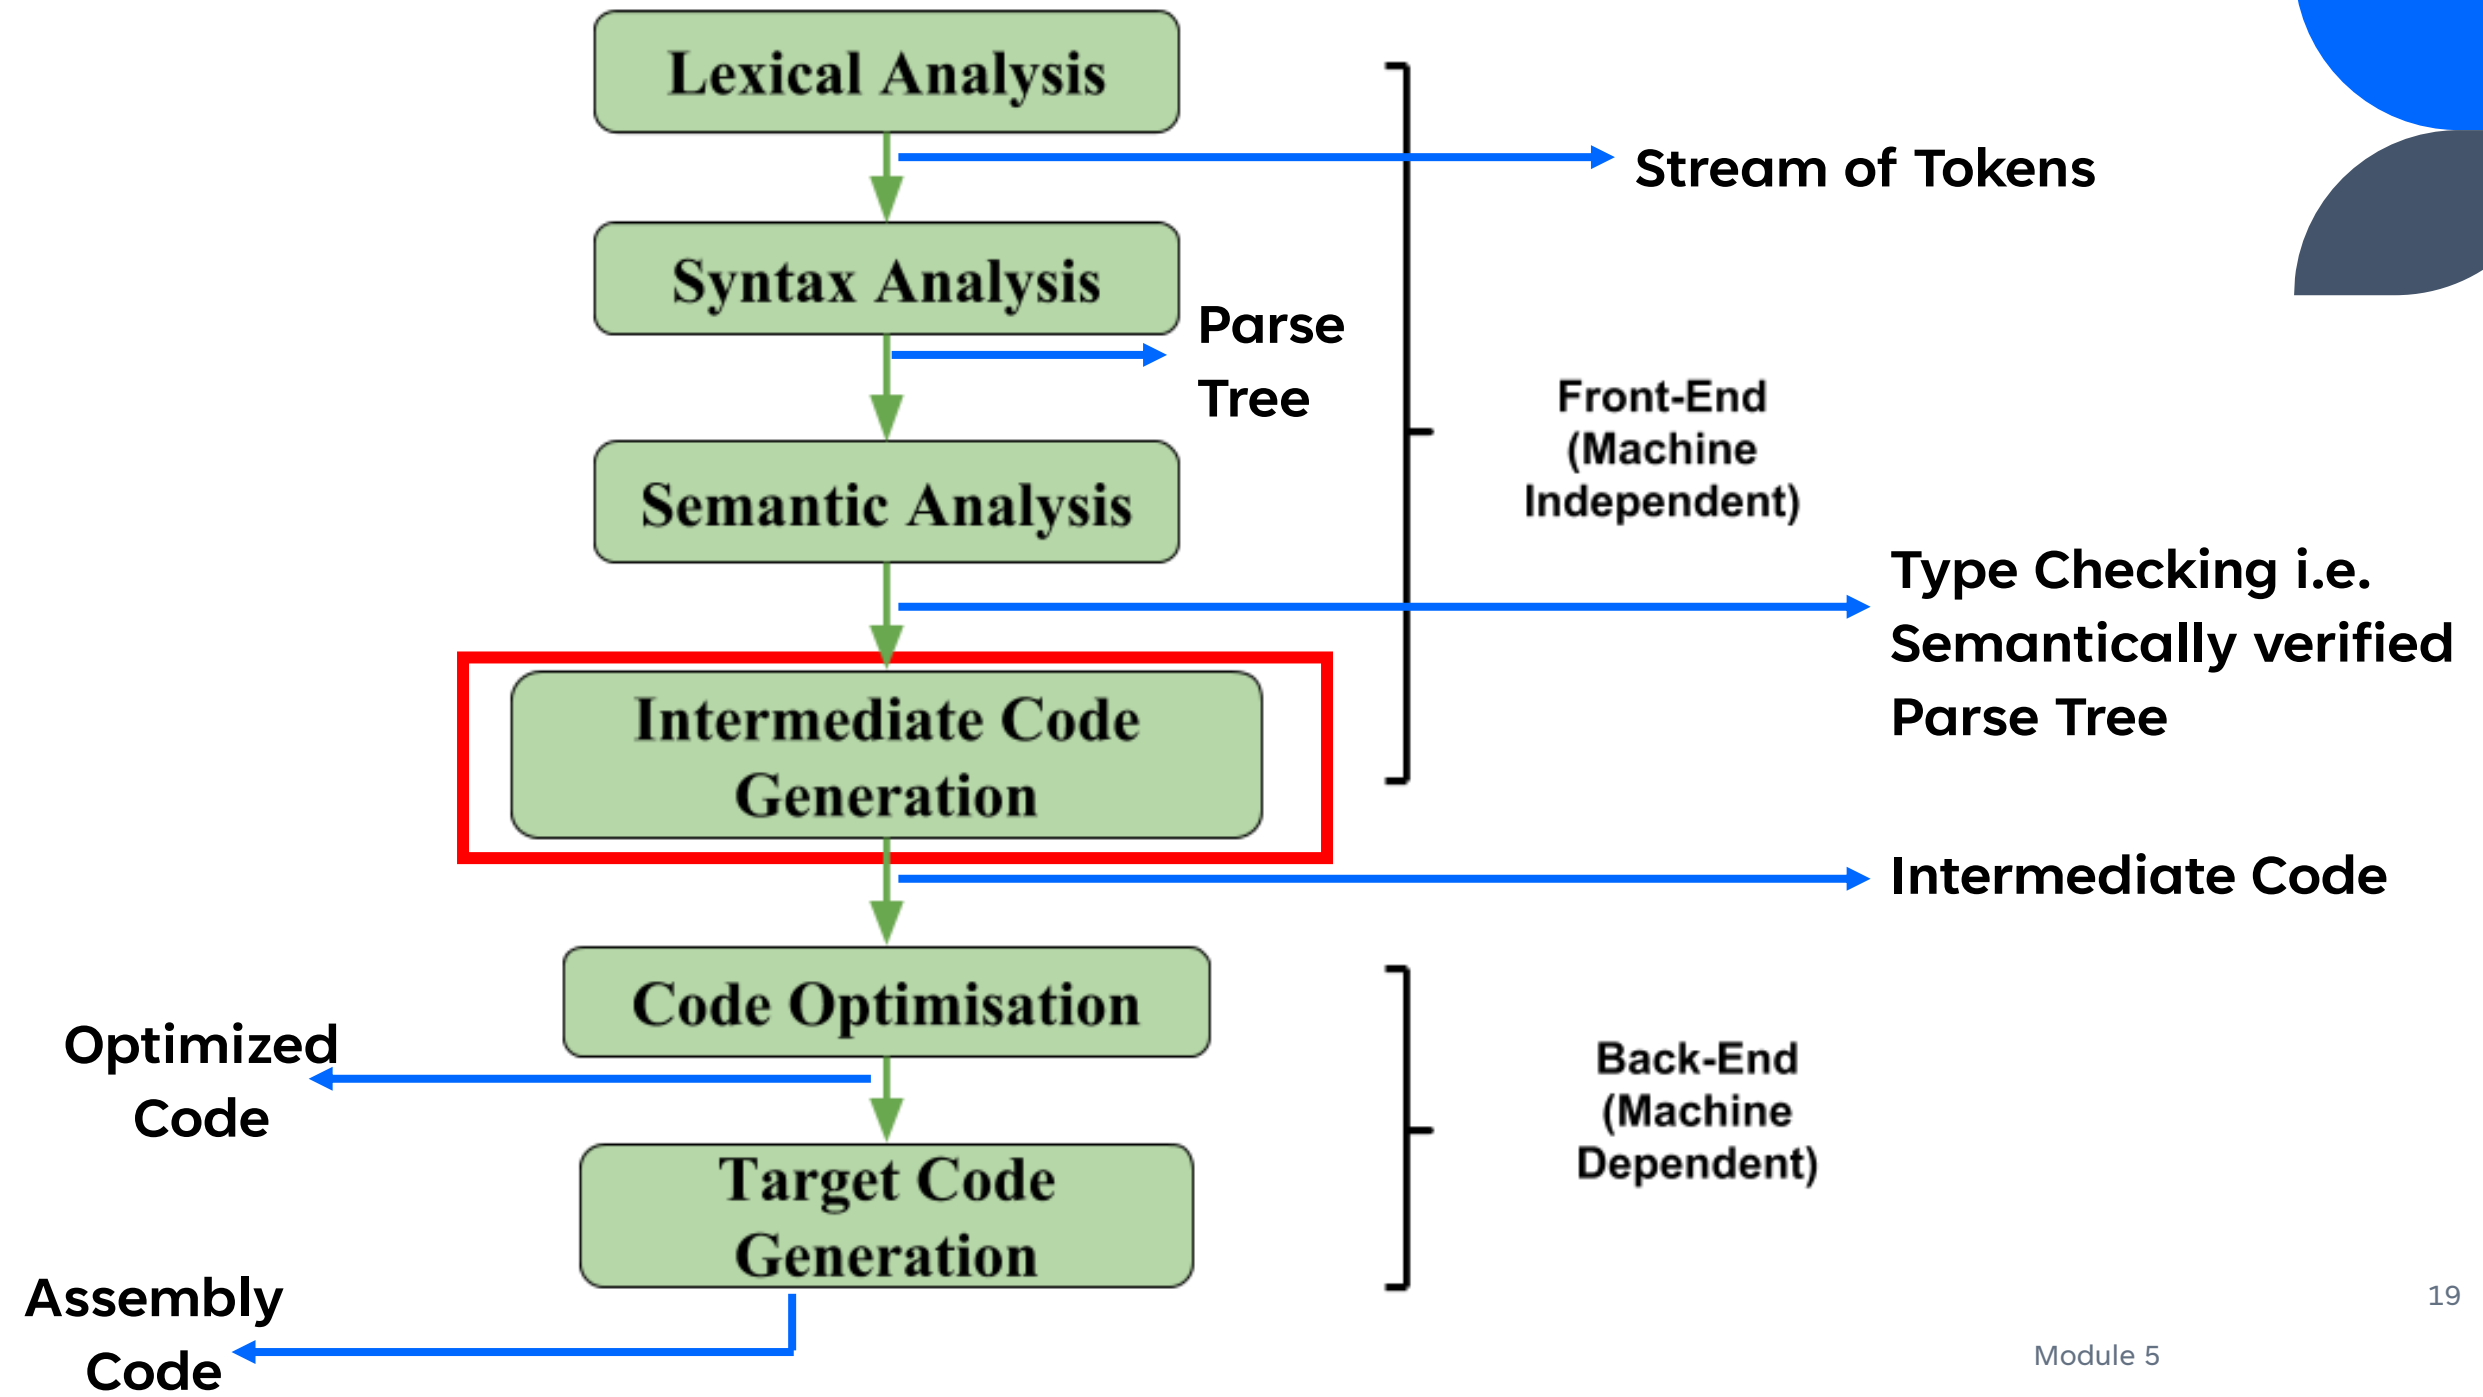 Lexical Analysis
Stream of Tokens
Syntax Analysis
Parse
Tree
Front-End
(Machine
Independent)
Semantic Analysis
Type Checking i.e.
Semantically verified
Parse Tree
Intermediate Code
Generation
Intermediate Code
Code Optimisation
Optimized
Code
Back-End
(Machine
Dependent)
Target Code
Generation
Assembly
Code
19
Module 5